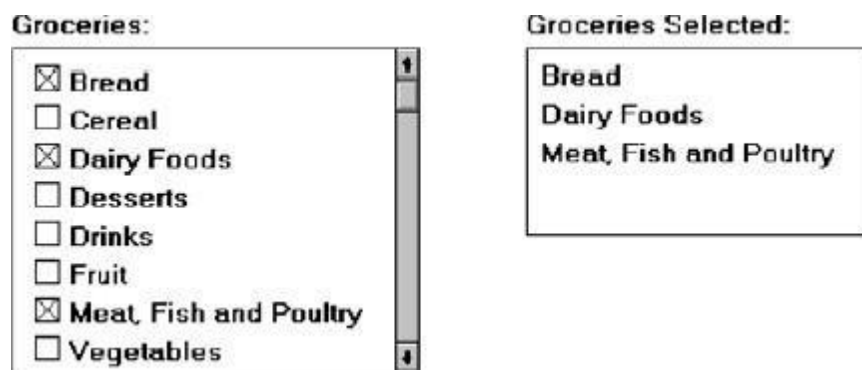 Groceries:
Bread
Cereal
Dairy Foods
Desserts
Drinks
Fruit
Meat, Fish and Poultry
Vegetables
Groceries Selected:
Bread
Dairy Foods
Meat, Fish and Poultry